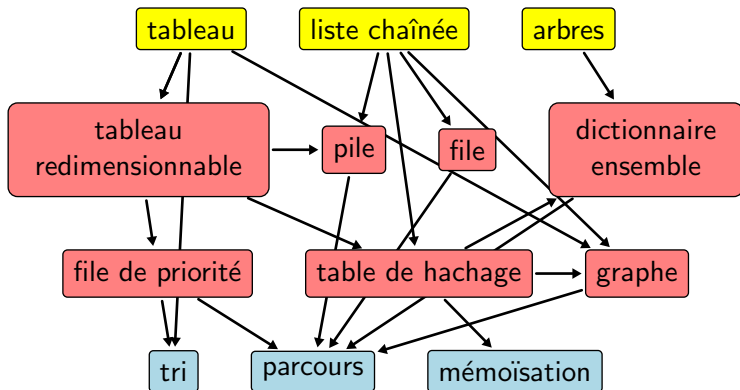 tableau
liste chaînée
arbres
tableau
redimensionnable
pile
file
dictionnaire
ensemble
file de priorité
table de hachage
graphe
tri
parcours
mémoïsation